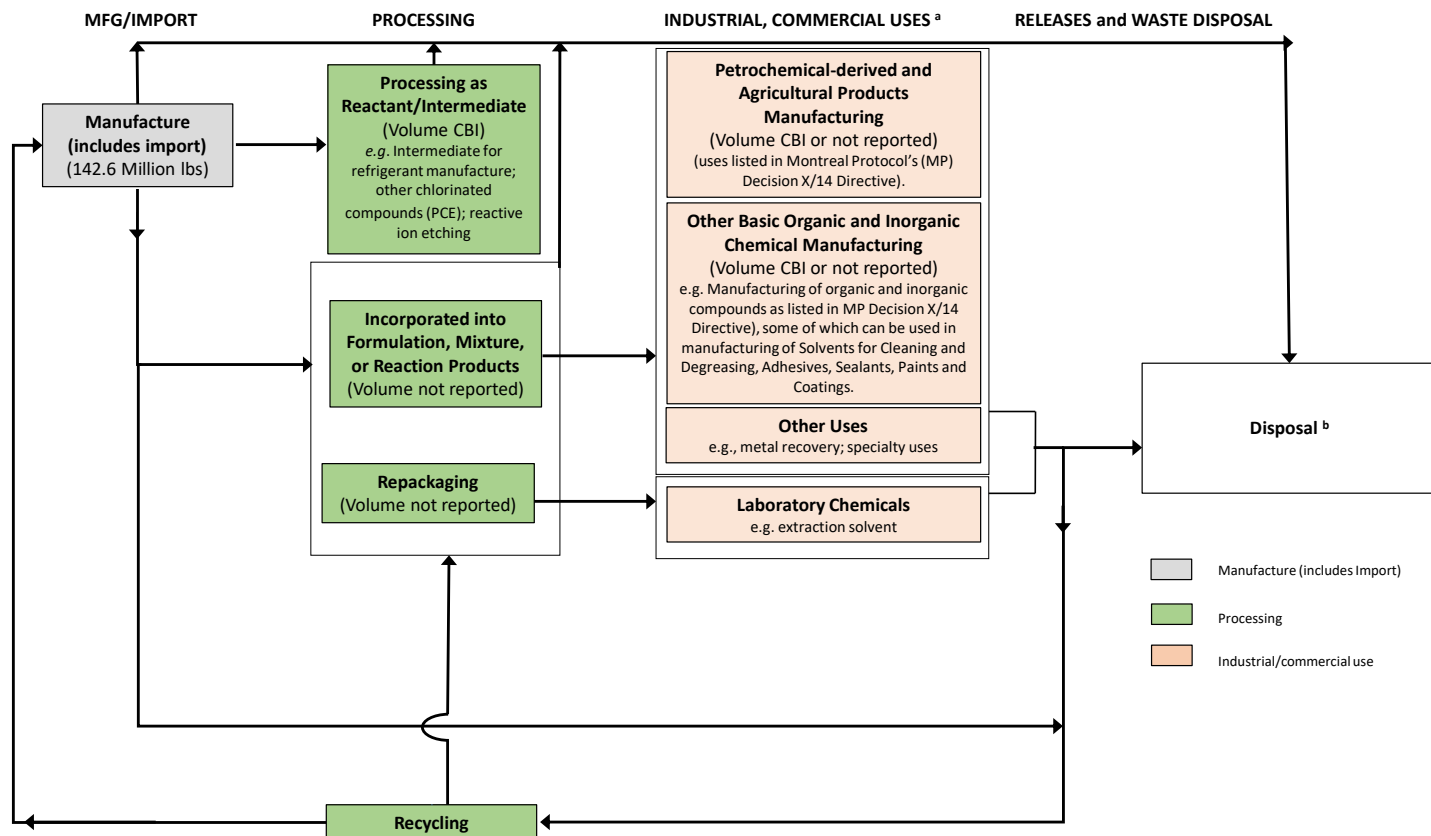 MFG/IMPORT
PROCESSING
INDUSTRIAL, COMMERCIAL USES ᵃ
RELEASES and WASTE DISPOSAL
Manufacture
(includes import)
(142.6 Million lbs)
Processing as
Reactant/Intermediate
(Volume CBI)
e.g. Intermediate for
refrigerant manufacture;
other chlorinated
compounds (PCE); reactive
ion etching
Incorporated into
Formulation, Mixture,
or Reaction Products
(Volume not reported)
Repackaging
(Volume not reported)
Petrochemical-derived and
Agricultural Products
Manufacturing
(Volume CBI or not reported)
(uses listed in Montreal Protocol’s (MP)
Decision X/14 Directive).
Other Basic Organic and Inorganic
Chemical Manufacturing
(Volume CBI or not reported)
e.g. Manufacturing of organic and inorganic
compounds as listed in MP Decision X/14
Directive), some of which can be used in
manufacturing of Solvents for Cleaning and
Degreasing, Adhesives, Sealants, Paints and
Coatings.
Other Uses
e.g., metal recovery; specialty uses
Laboratory Chemicals
e.g. extraction solvent
Disposal ᵇ
Manufacture (includes Import)
Processing
Industrial/commercial use
Recycling